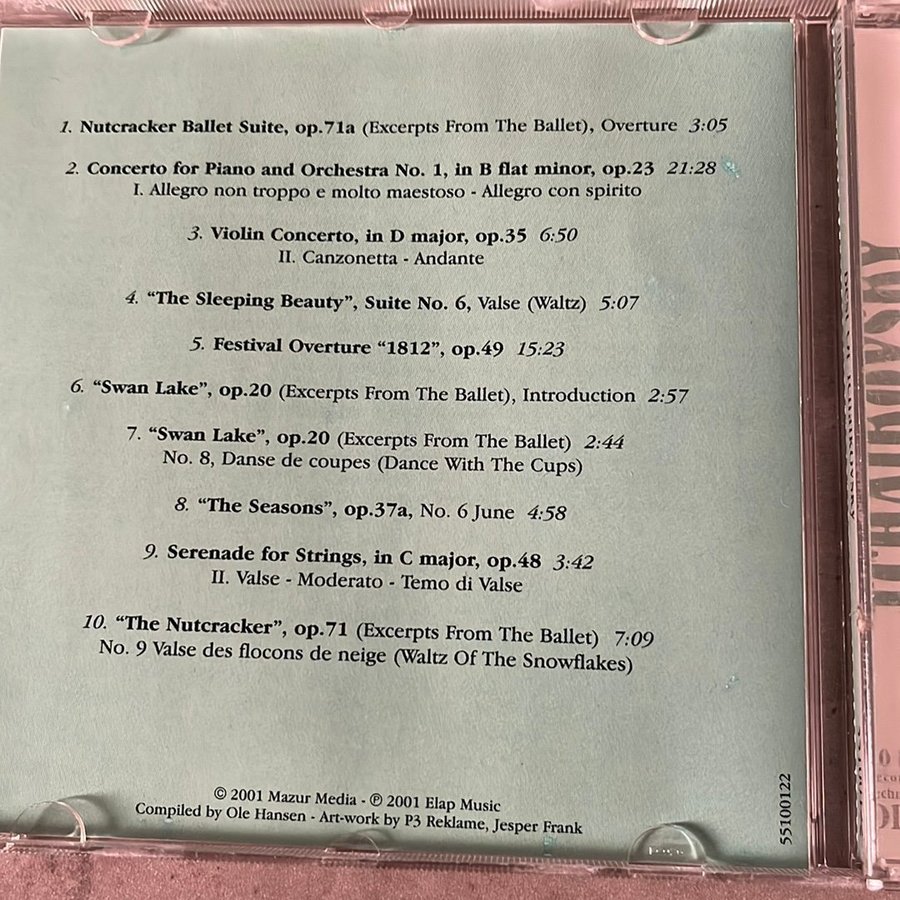 1. Nutcracker Ballet Suite, op.71a (Excerpts From The Ballet), Overture 3:05
2. Concerto for Piano and Orchestra No. 1, in B flat minor, op.23 21:28
I. Allegro non troppo e molto maestoso - Allegro con spirito
3. Violin Concerto, in D major, op.35 6:50
II. Canzonetta - Andante
4. “The Sleeping Beauty”, Suite No. 6, Valse (Waltz) 5:07
5. Festival Overture “1812”, op.49 15:23
6. “Swan Lake”, op.20 (Excerpts From The Ballet), Introduction 2:57
7. “Swan Lake”, op.20 (Excerpts From The Ballet) 2:44
No. 8, Danse de coupes (Dance With The Cups)
8. “The Seasons”, op.37a, No. 6 June 4:58
9. Serenade for Strings, in C major, op.48 3:42
II. Valse - Moderato - Temo di Valse
10. “The Nutcracker”, op.71 (Excerpts From The Ballet) 7:09
No. 9 Valse des flocons de neige (Waltz Of The Snowflakes)
© 2001 Mazur Media - ℗ 2001 Elap Music
Compiled by Ole Hansen - Art-work by P3 Reklame, Jesper Frank
55100122